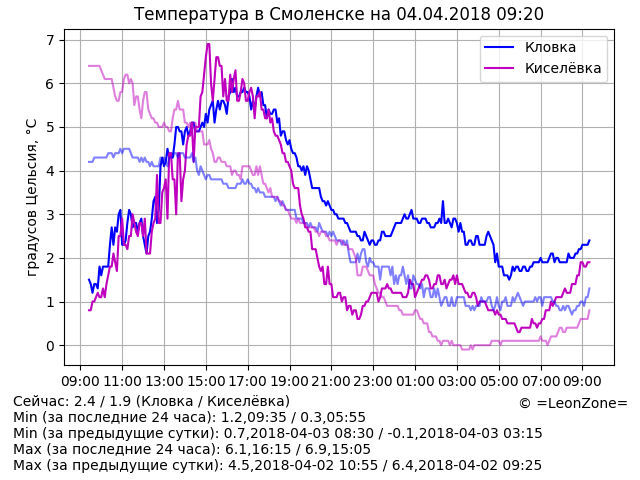 Температура в Смоленске на 04.04.2018 09:20
Кловка
Киселёвка
градусов Цельсия, °C
7
6
5
4
3
2
1
0
09:00 11:00 13:00 15:00 17:00 19:00 21:00 23:00 01:00 03:00 05:00 07:00 09:00
Сейчас: 2.4 / 1.9 (Кловка / Киселёвка)
© =LeonZone=
Min (за последние 24 часа): 1.2,09:35 / 0.3,05:55
Min (за предыдущие сутки): 0.7,2018-04-03 08:30 / -0.1,2018-04-03 03:15
Max (за последние 24 часа): 6.1,16:15 / 6.9,15:05
Max (за предыдущие сутки): 4.5,2018-04-02 10:55 / 6.4,2018-04-02 09:25